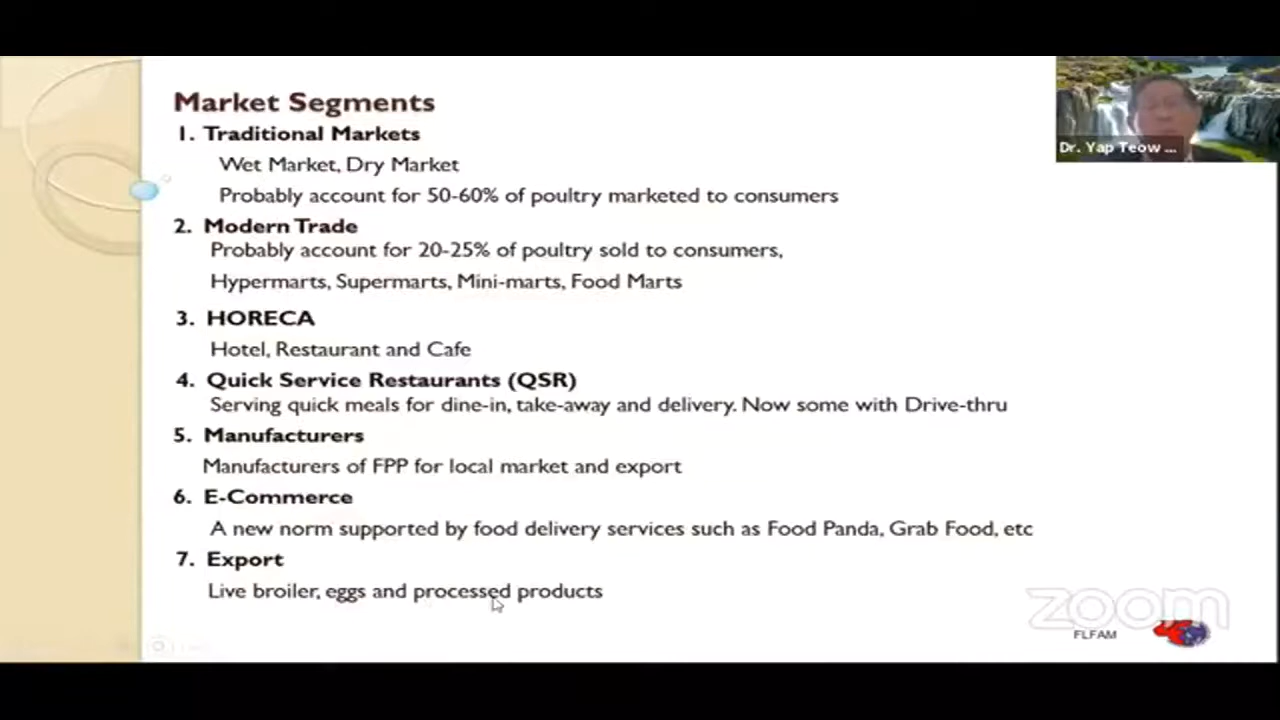 Market Segments
1. Traditional Markets
Wet Market, Dry Market
Probably account for 50-60% of poultry marketed to consumers
2. Modern Trade
Probably account for 20-25% of poultry sold to consumers,
Hypermarts, Supermarts, Mini-marts, Food Marts
3. HORECA
Hotel, Restaurant and Cafe
4. Quick Service Restaurants (QSR)
Serving quick meals for dine-in, take-away and delivery. Now some with Drive-thru
5. Manufacturers
Manufacturers of FPP for local market and export
6. E-Commerce
A new norm supported by food delivery services such as Food Panda, Grab Food, etc
7. Export
Live broiler, eggs and processed products
Dr. Yap Teow ...
zoom
FLFAM